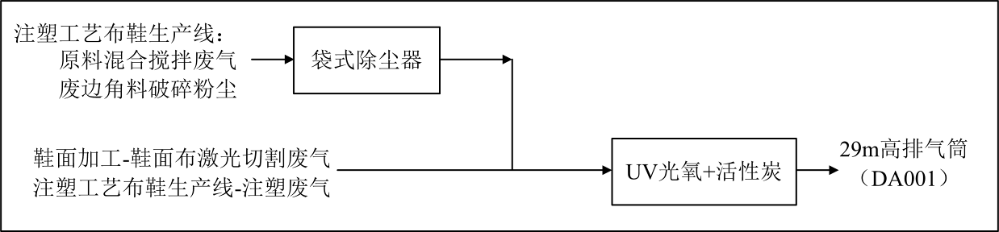 注塑工艺布鞋生产线：
原料混合搅拌废气
废边角料破碎粉尘
袋式除尘器
鞋面加工-鞋面布激光切割废气
注塑工艺布鞋生产线-注塑废气
UV光氧+活性炭
29m高排气筒
（DA001）